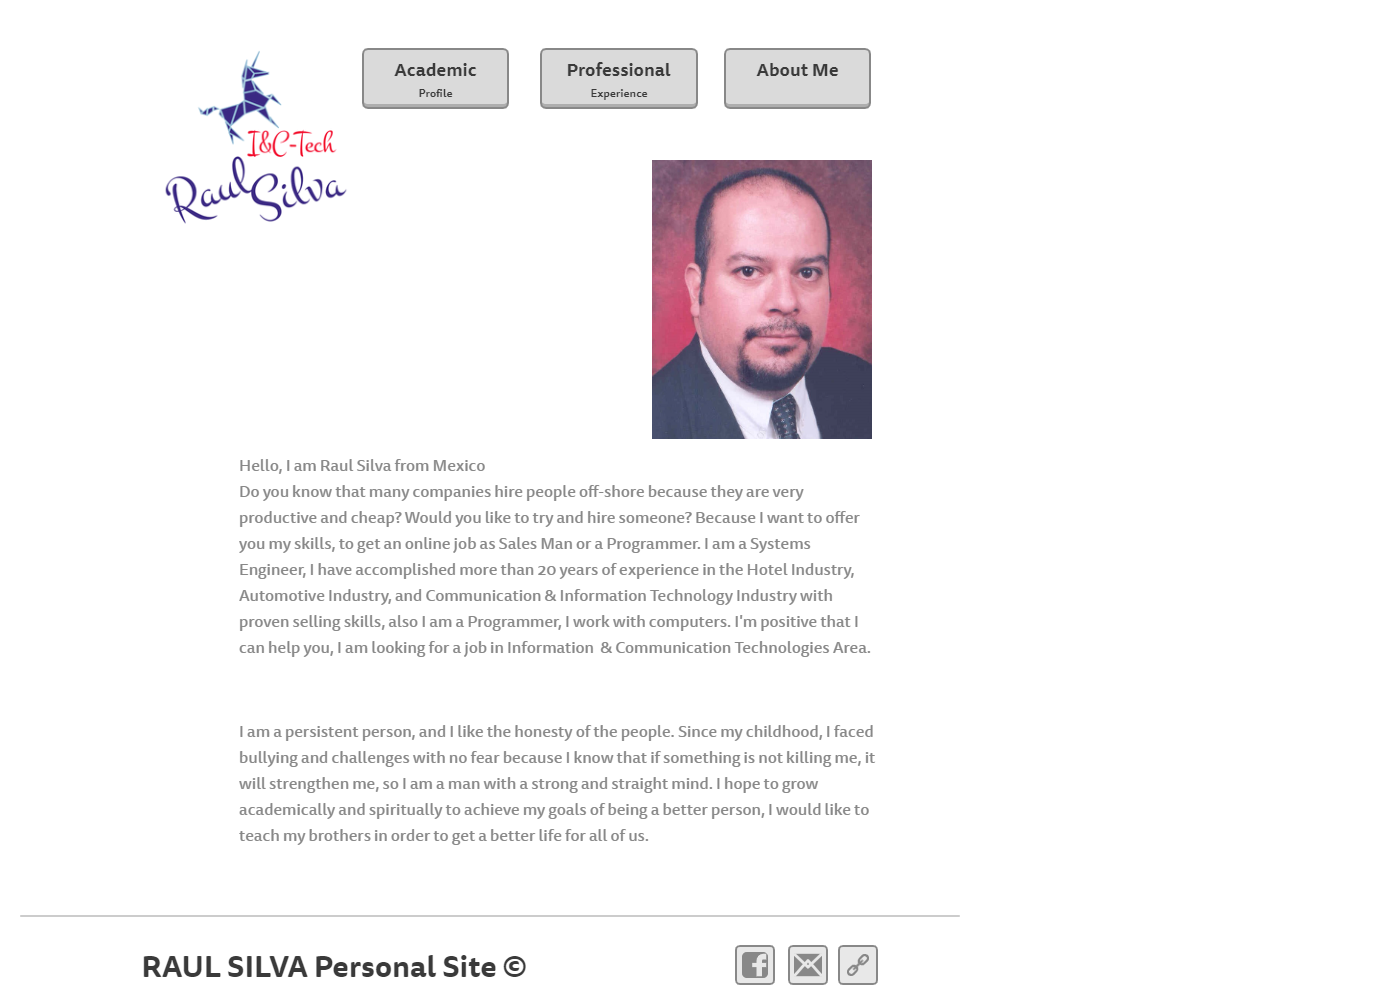 Academic
Profile
Professional
Experience
About Me
I&C-Tech
Raul Silva
Hello, I am Raul Silva from Mexico
Do you know that many companies hire people off-shore because they are very
productive and cheap? Would you like to try and hire someone? Because I want to offer
you my skills, to get an online job as Sales Man or a Programmer. I am a Systems
Engineer, I have accomplished more than 20 years of experience in the Hotel Industry,
Automotive Industry, and Communication & Information Technology Industry with
proven selling skills, also I am a Programmer, I work with computers. I'm positive that I
can help you, I am looking for a job in Information  & Communication Technologies Area.
I am a persistent person, and I like the honesty of the people. Since my childhood, I faced
bullying and challenges with no fear because I know that if something is not killing me, it
will strengthen me, so I am a man with a strong and straight mind. I hope to grow
academically and spiritually to achieve my goals of being a better person, I would like to
teach my brothers in order to get a better life for all of us.
RAUL SILVA Personal Site ©